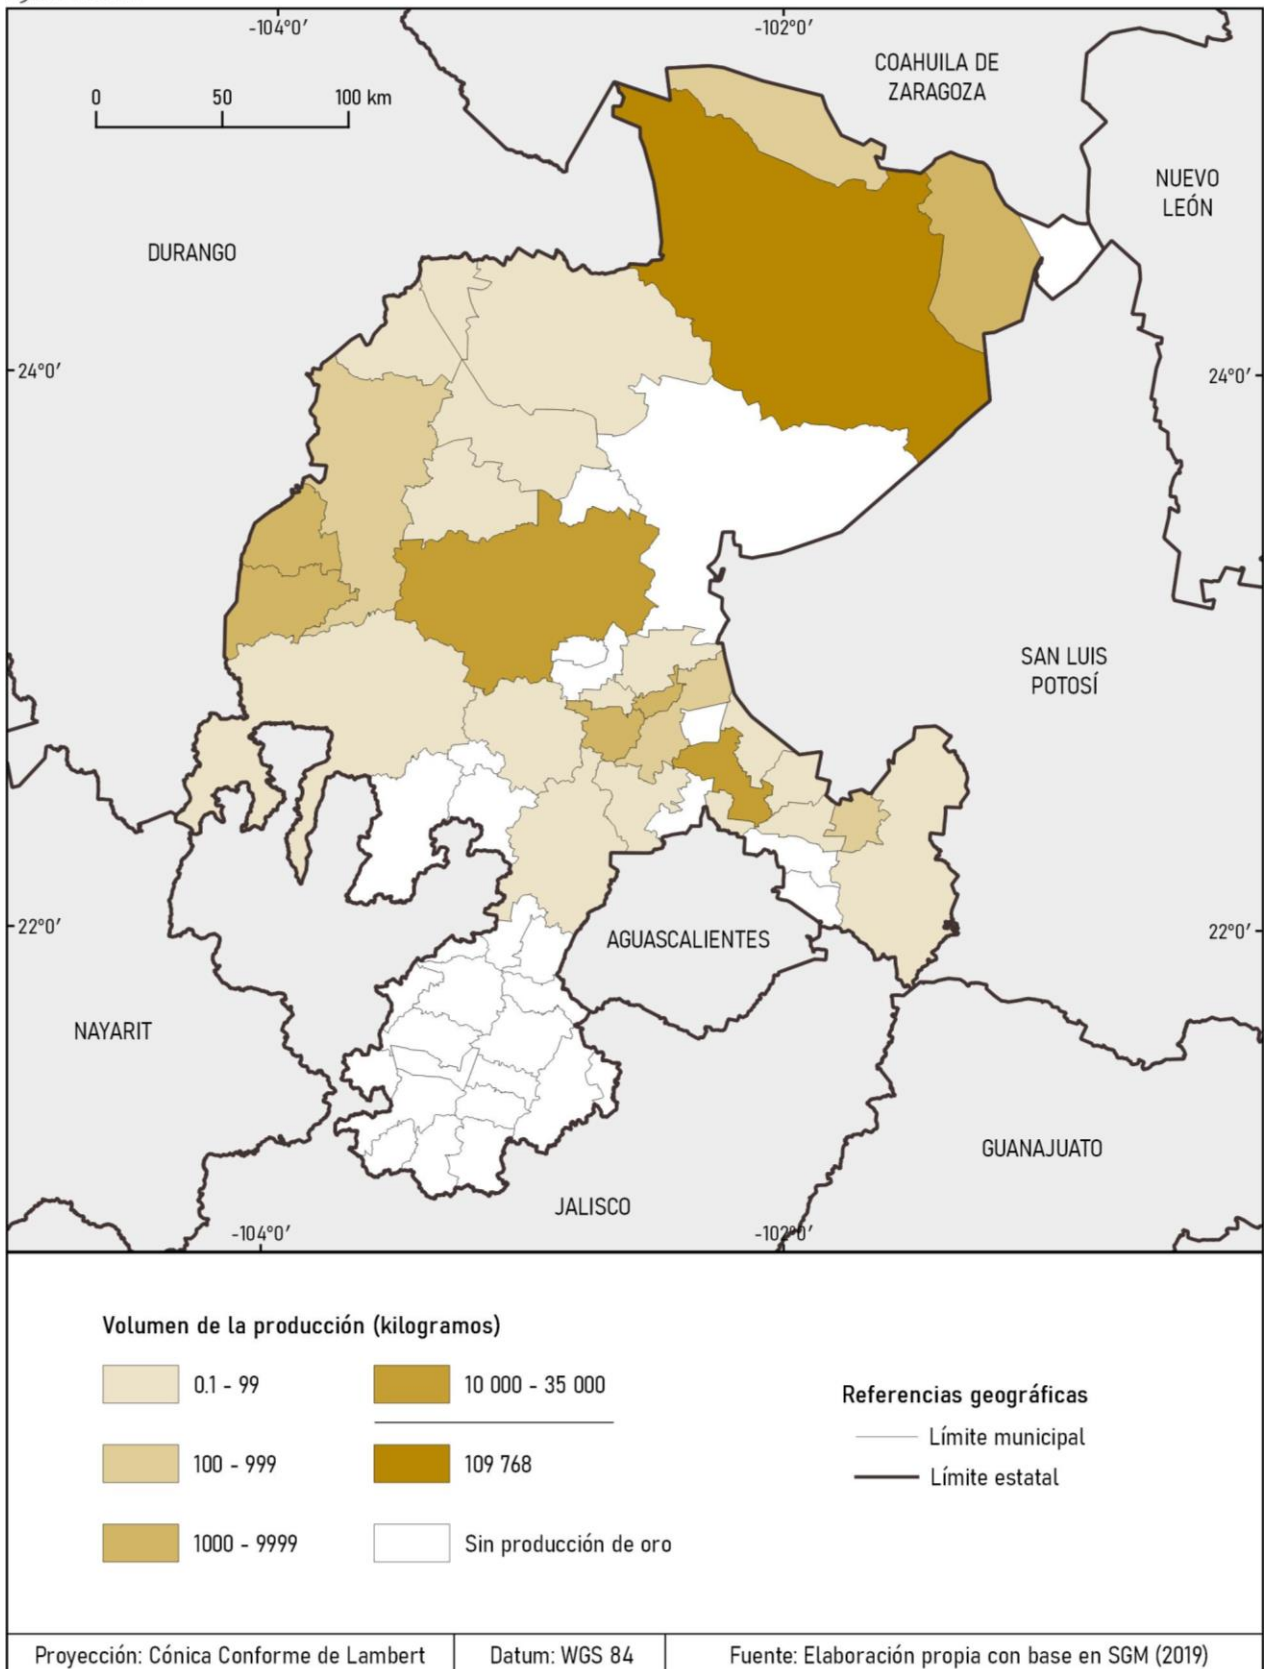 -104°0′
-102°0′
0 50 100 km
COAHUILA DE
ZARAGOZA
NUEVO
LEÓN
DURANGO
24°0′
24°0′
SAN LUIS
POTOSÍ
22°0′
22°0′
AGUASCALIENTES
NAYARIT
GUANAJUATO
JALISCO
-104°0′
-102°0′
Volumen de la producción (kilogramos)
0.1 - 99
10 000 - 35 000
100 - 999
109 768
1000 - 9999
Sin producción de oro
Referencias geográficas
Límite municipal
Límite estatal
Proyección: Cónica Conforme de Lambert
Datum: WGS 84
Fuente: Elaboración propia con base en SGM (2019)